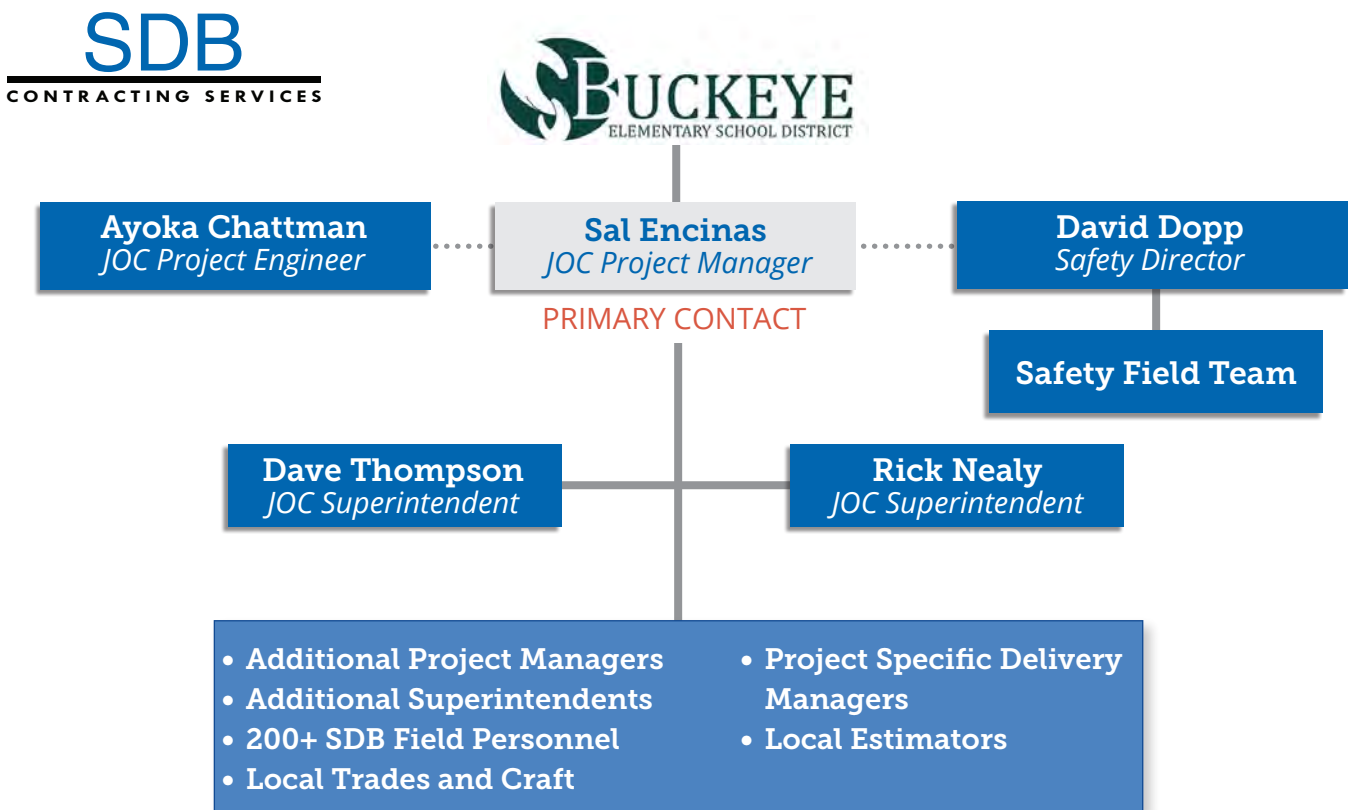 SDB
CONTRACTING SERVICES
BUCKEYE
ELEMENTARY SCHOOL DISTRICT
Ayoka Chattman
JOC Project Engineer
Sal Encinas
JOC Project Manager
PRIMARY CONTACT
David Dopp
Safety Director
Safety Field Team
Dave Thompson
JOC Superintendent
Rick Nealy
JOC Superintendent
• Additional Project Managers
• Additional Superintendents
• 200+ SDB Field Personnel
• Local Trades and Craft
• Project Specific Delivery
Managers
• Local Estimators